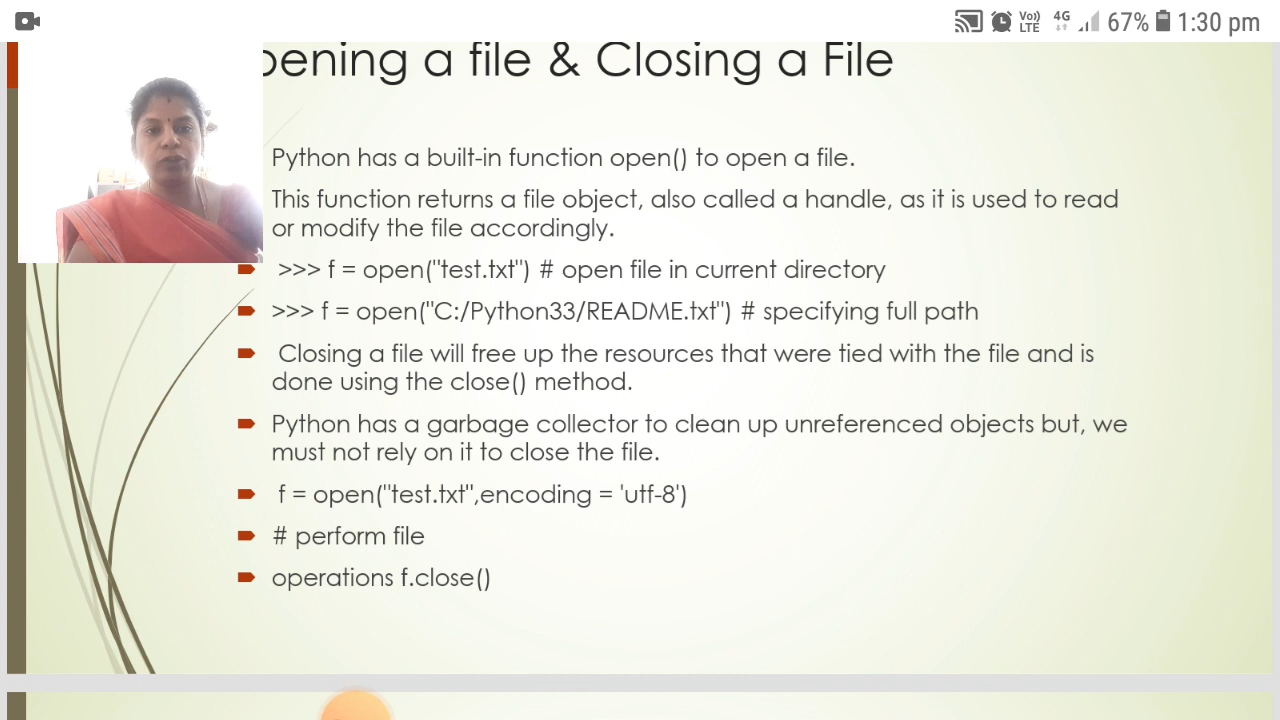 Vo)) LTE 4G 67% 1:30 pm
pening a file & Closing a File
Python has a built-in function open() to open a file.
This function returns a file object, also called a handle, as it is used to read
or modify the file accordingly.
>>> f = open("test.txt") # open file in current directory
>>> f = open("C:/Python33/README.txt") # specifying full path
Closing a file will free up the resources that were tied with the file and is
done using the close() method.
Python has a garbage collector to clean up unreferenced objects but, we
must not rely on it to close the file.
f = open("test.txt",encoding = 'utf-8')
# perform file
operations f.close()